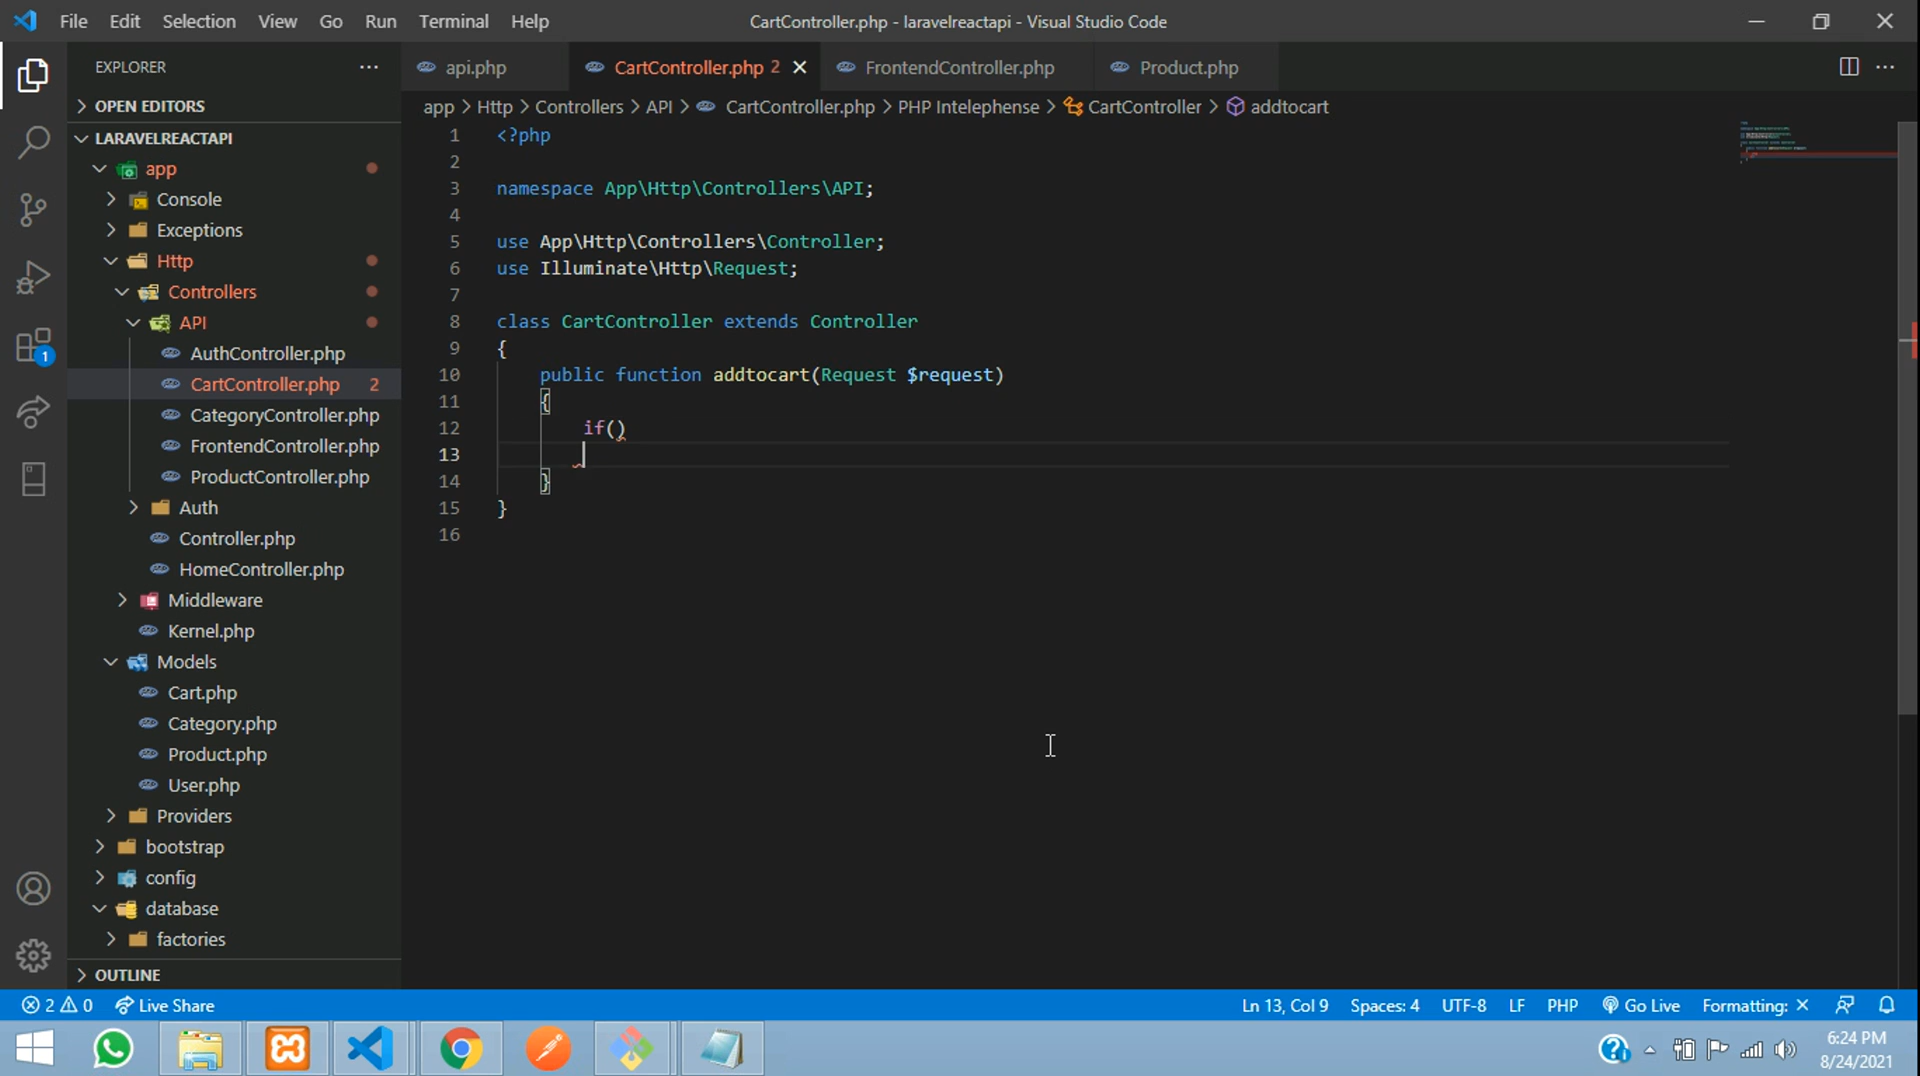 File Edit Selection View Go Run Terminal Help
CartController.php - laravelreactapi - Visual Studio Code
EXPLORER
OPEN EDITORS
LARAVELREACTAPI
app
Console
Exceptions
Http
Controllers
API
AuthController.php
CartController.php 2
CategoryController.php
FrontendController.php
ProductController.php
Auth
Controller.php
HomeController.php
Middleware
Kernel.php
Models
Cart.php
Category.php
Product.php
User.php
Providers
bootstrap
config
database
factories
OUTLINE
api.php
CartController.php 2
FrontendController.php
Product.php
app > Http > Controllers > API > CartController.php > PHP Intelephense > CartController > addtocart
1 <?php
2
3 namespace App\Http\Controllers\API;
4
5 use App\Http\Controllers\Controller;
6 use Illuminate\Http\Request;
7
8 class CartController extends Controller
9 {
10 public function addtocart(Request $request)
11 {
12 if()
13
14 }
15 }
16
1
2 0 Live Share
Ln 13, Col 9 Spaces: 4 UTF-8 LF PHP Go Live Formatting: ×
6:24 PM
8/24/2021